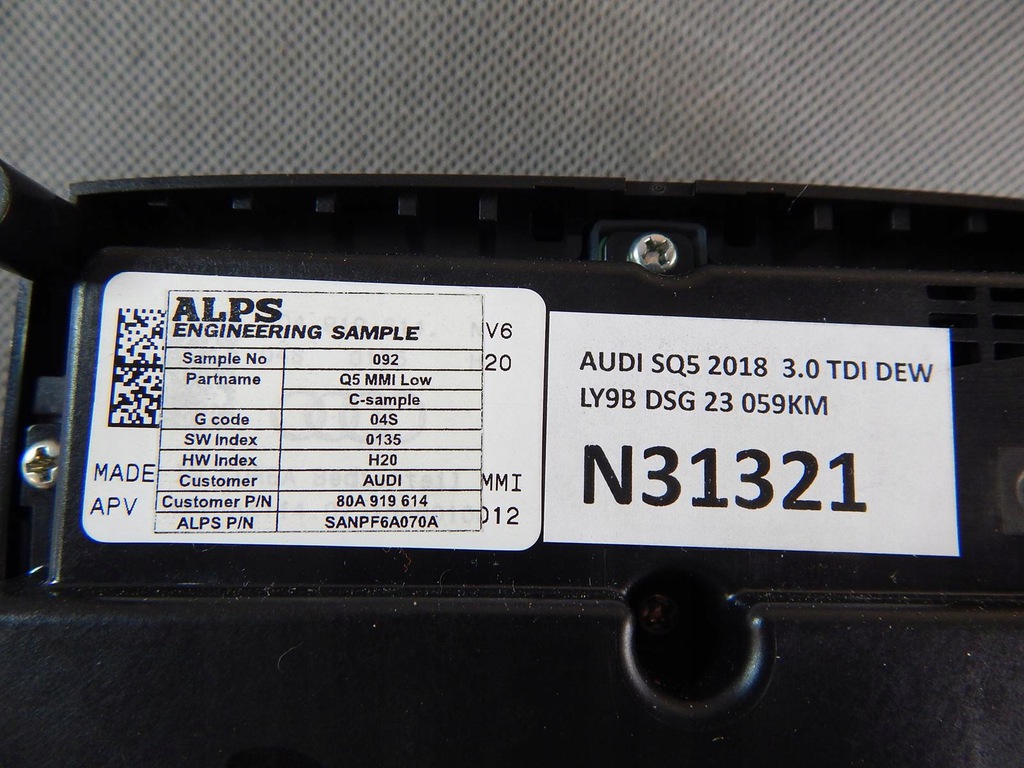 ALPS
ENGINEERING SAMPLE
Sample No 092
Partname Q5 MMI Low
C-sample
G code 04S
SW Index 0135
HW Index H20
Customer AUDI
Customer P/N 80A 919 614
ALPS P/N SANPF6A070A
V6
20
MADE
APV
MMI
012
AUDI SQ5 2018 3.0 TDI DEW
LY9B DSG 23 059KM
N31321